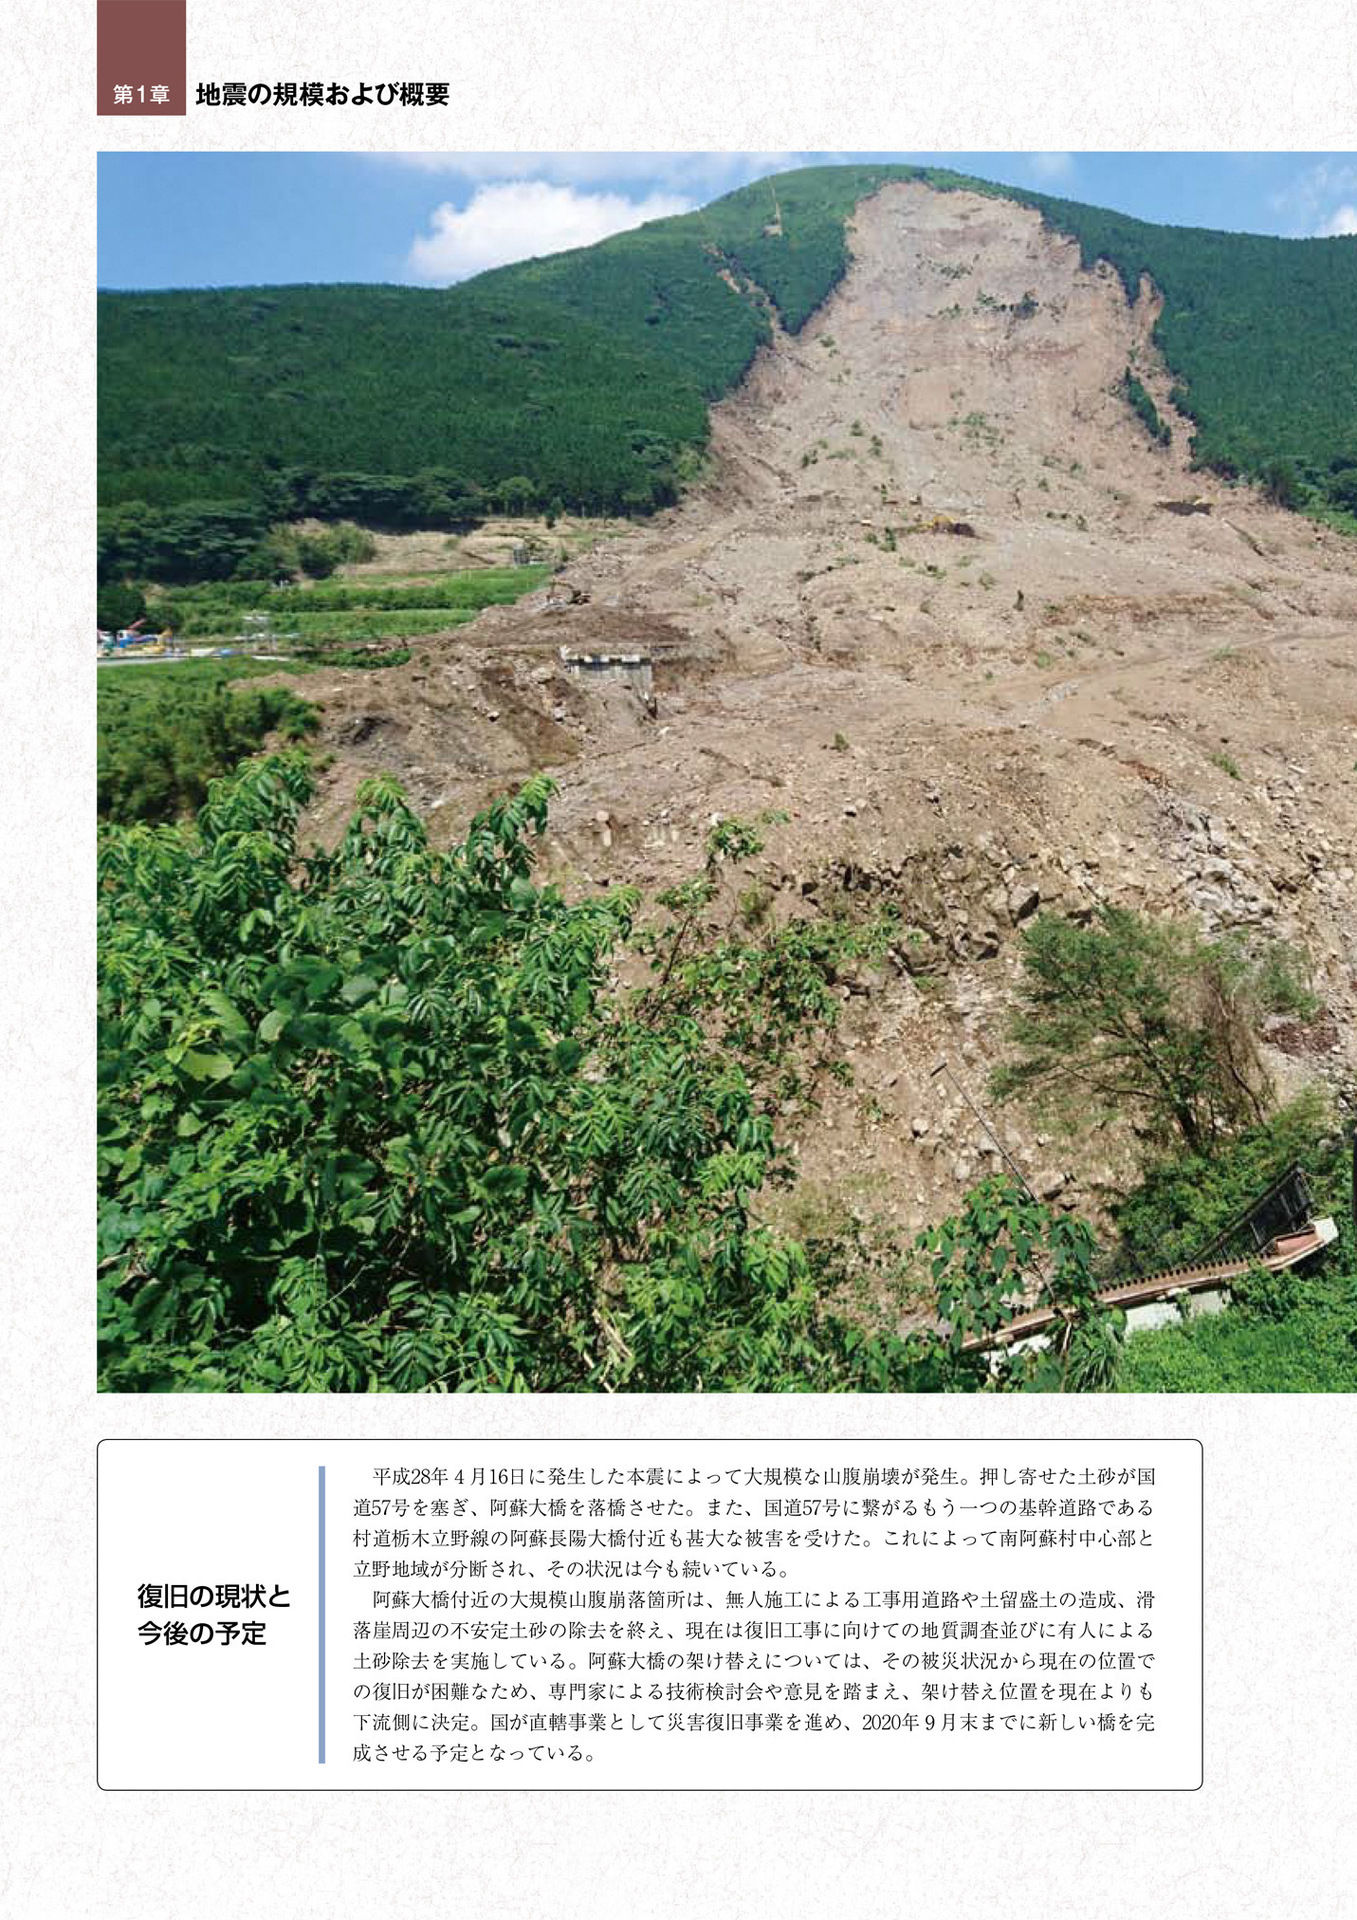 第1章 地震の規模および概要
平成28年4月16日に発生した本震によって大規模な山腹崩壊が発生。押し寄せた土砂が国
道57号を塞ぎ、阿蘇大橋を落橋させた。また、国道57号に繋がるもう一つの基幹道路である
村道栃木立野線の阿蘇長陽大橋付近も甚大な被害を受けた。これによって南阿蘇村中心部と
立野地域が分断され、その状況は今も続いている。
復旧の現状と
今後の予定
阿蘇大橋付近の大規模山腹崩落箇所は、無人施工による工事用道路や土留盛土の造成、滑
落崖周辺の不安定土砂の除去を終え、現在は復旧工事に向けての地質調査並びに有人による
土砂除去を実施している。阿蘇大橋の架け替えについては、その被災状況から現在の位置で
の復旧が困難なため、専門家による技術検討会や意見を踏まえ、架け替え位置を現在よりも
下流側に決定。国が直轄事業として災害復旧事業を進め、2020年9月末までに新しい橋を完
成させる予定となっている。